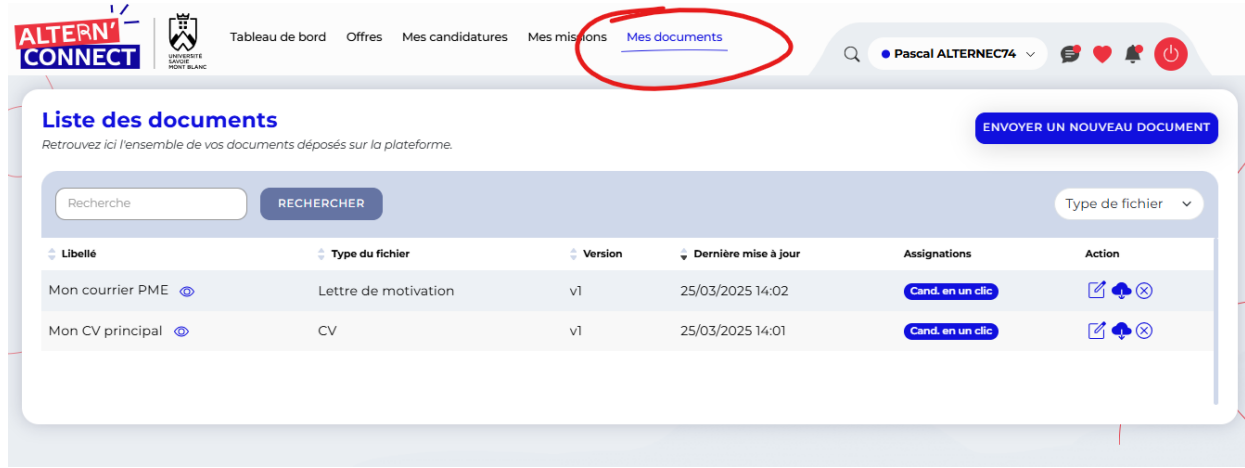 ALTERN'
CONNECT
UNIVERSITÉ
SAVOIE
MONT BLANC
Tableau de bord Offres Mes candidatures Mes missions Mes documents
Pascal ALTERNEC74
Liste des documents
ENVOYER UN NOUVEAU DOCUMENT
Retrouvez ici l'ensemble de vos documents déposés sur la plateforme.
Recherche RECHERCHER Type de fichier
Libellé Type du fichier Version Dernière mise à jour Assignations Action
Mon courrier PME Lettre de motivation v1 25/03/2025 14:02 Cand. en un clic
Mon CV principal CV v1 25/03/2025 14:01 Cand. en un clic